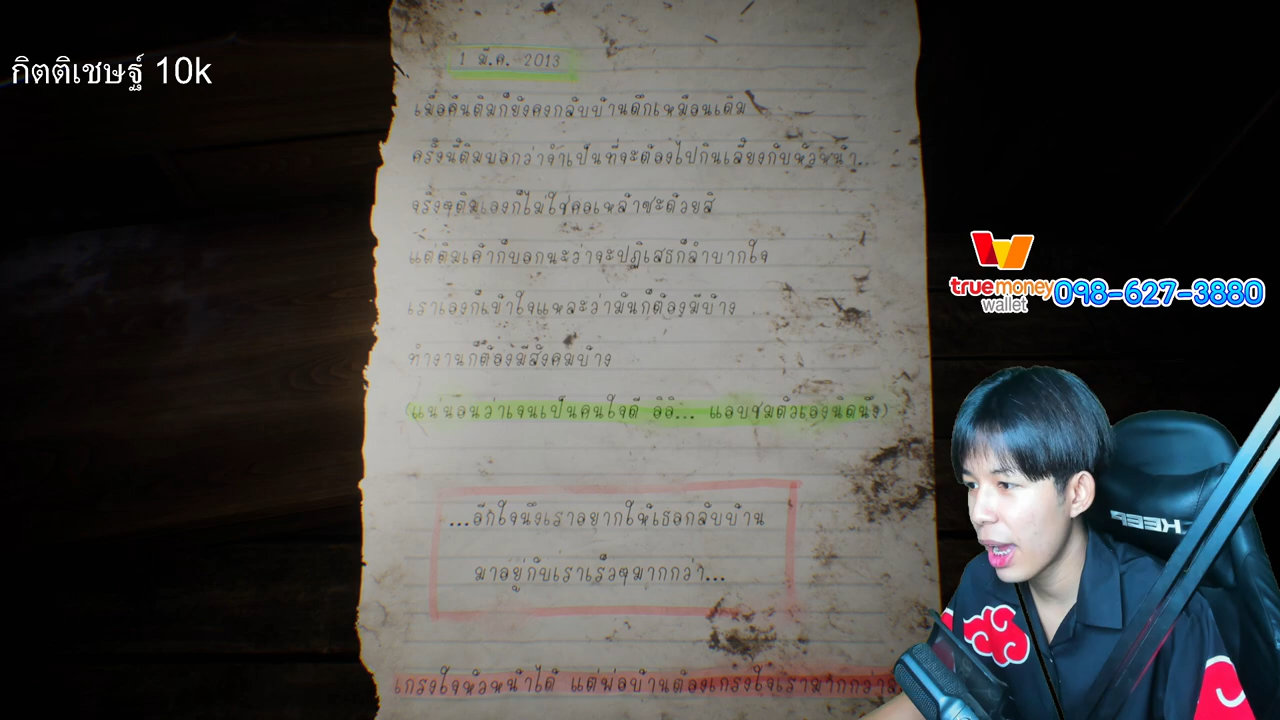 กิตติเชษฐ์ 10k
1 มี.ค. 2013
เมื่อคืนติมก็ยังคงกลับบ้านดึกเหมือนเดิม
ครั้งนี้ติมบอกว่าจำเป็นที่จะต้องไปกินเลี้ยงกับหัวหน้า..
จริงๆติมเองก็ไม่ใช่คอเหล้าซะด้วยสิ
แต่ติมเค้าก็บอกนะว่าจะปฏิเสธก็ลำบากใจ
เราเองก็เข้าใจแหละว่ามันก็ต้องมีบ้าง
ทำงานก็ต้องมีสังคมบ้าง
(แน่นอนว่าเจนเป็นคนใจดี อิอิ... แอบชมตัวเองนิดนึง)
...อีกใจนึงเราอยากให้เธอกลับบ้าน
มาอยู่กับเราเร็วๆมากกว่า...
เกรงใจหัวหน้าได้ แต่พ่อบ้านต้องเกรงใจเรามากกว่า
truemoney
wallet
098-627-3880
KEEP